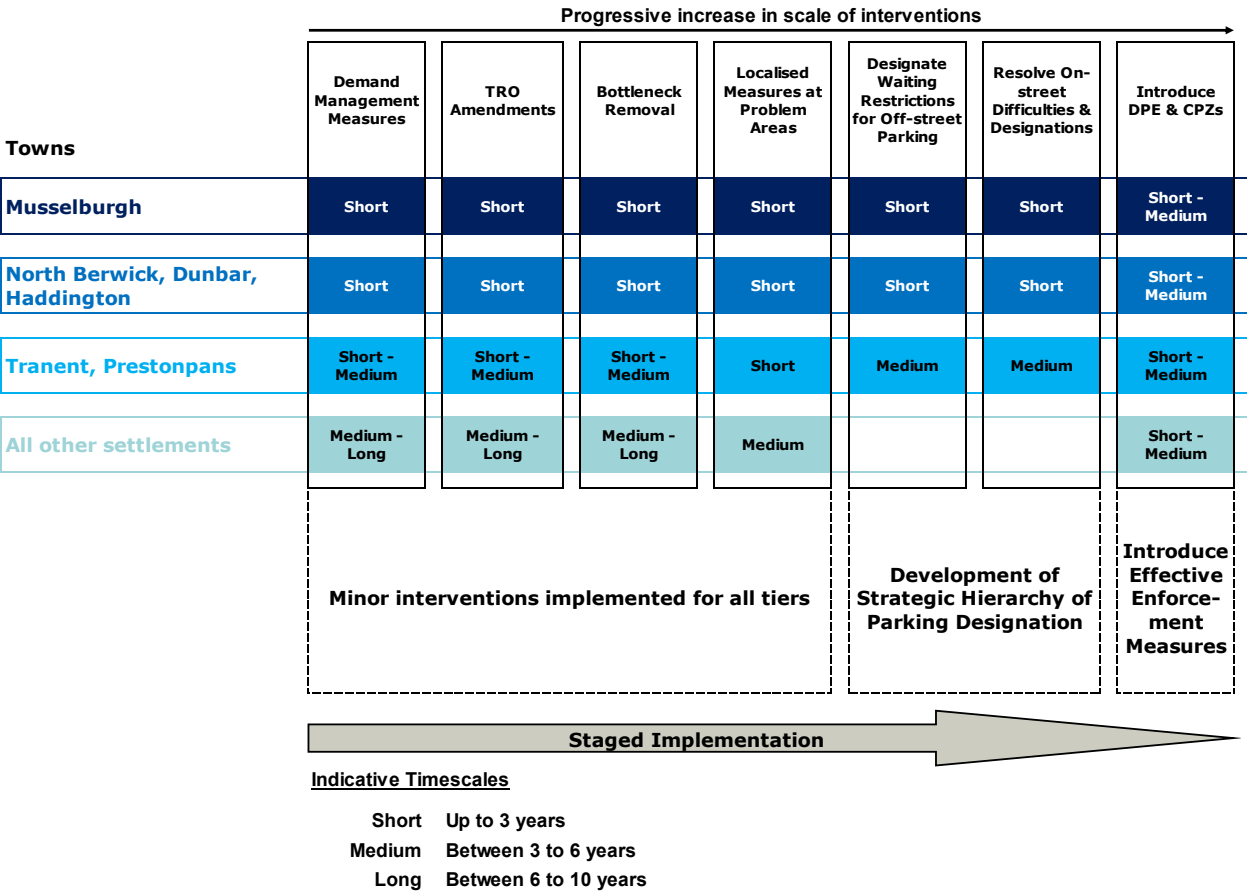 Progressive increase in scale of interventions
Demand
Management
Measures
TRO
Amendments
Bottleneck
Removal
Localised
Measures at
Problem
Areas
Designate
Waiting
Restrictions
for Off-street
Parking
Resolve On-
street
Difficulties &
Designations
Introduce
DPE & CPZs
Towns
Musselburgh
Short
Short
Short
Short
Short
Short
Short -
Medium
North Berwick, Dunbar,
Haddington
Short
Short
Short
Short
Short
Short
Short -
Medium
Tranent, Prestonpans
Short -
Medium
Short -
Medium
Short -
Medium
Short
Medium
Medium
Short -
Medium
All other settlements
Medium -
Long
Medium -
Long
Medium -
Long
Medium
Short -
Medium
Minor interventions implemented for all tiers
Development of
Strategic Hierarchy of
Parking Designation
Introduce
Effective
Enforce-
ment
Measures
Staged Implementation
Indicative Timescales
Short Up to 3 years
Medium Between 3 to 6 years
Long Between 6 to 10 years